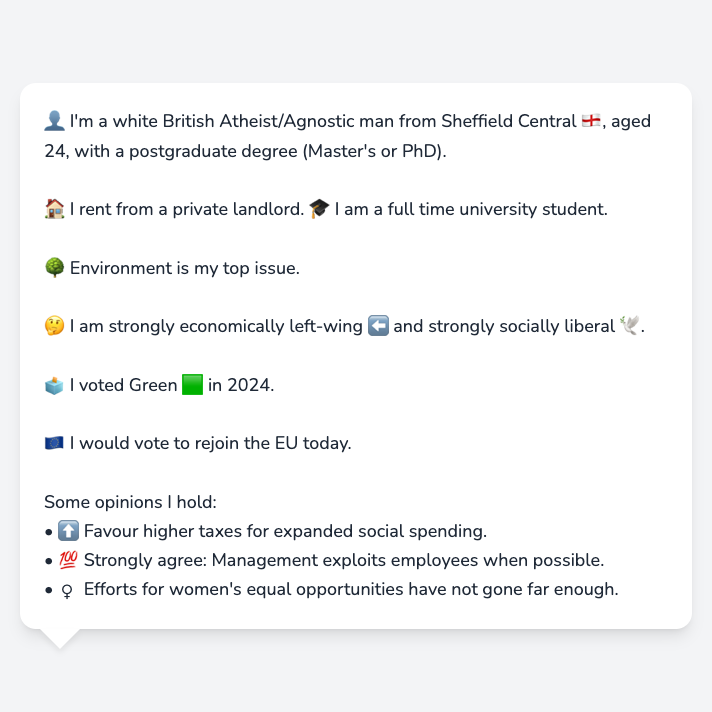 👤 I'm a white British Atheist/Agnostic man from Sheffield Central 🏴󠁧󠁢󠁥󠁮󠁧󠁿, aged
24, with a postgraduate degree (Master's or PhD).
🏠 I rent from a private landlord. 🎓 I am a full time university student.
🌳 Environment is my top issue.
🤔 I am strongly economically left-wing ⬅️ and strongly socially liberal 🕊️.
🗳️ I voted Green 🟩 in 2024.
🇪🇺 I would vote to rejoin the EU today.
Some opinions I hold:
• ⬆️ Favour higher taxes for expanded social spending.
• 💯 Strongly agree: Management exploits employees when possible.
• ♀ Efforts for women's equal opportunities have not gone far enough.